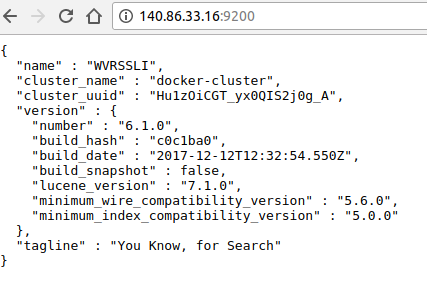 140.86.33.16:9200
{
  "name" : "WVRSSLI",
  "cluster_name" : "docker-cluster",
  "cluster_uuid" : "Hu1zOiCGT_yx0QIS2j0g_A",
  "version" : {
    "number" : "6.1.0",
    "build_hash" : "c0c1ba0",
    "build_date" : "2017-12-12T12:32:54.550Z",
    "build_snapshot" : false,
    "lucene_version" : "7.1.0",
    "minimum_wire_compatibility_version" : "5.6.0",
    "minimum_index_compatibility_version" : "5.0.0"
  },
  "tagline" : "You Know, for Search"
}